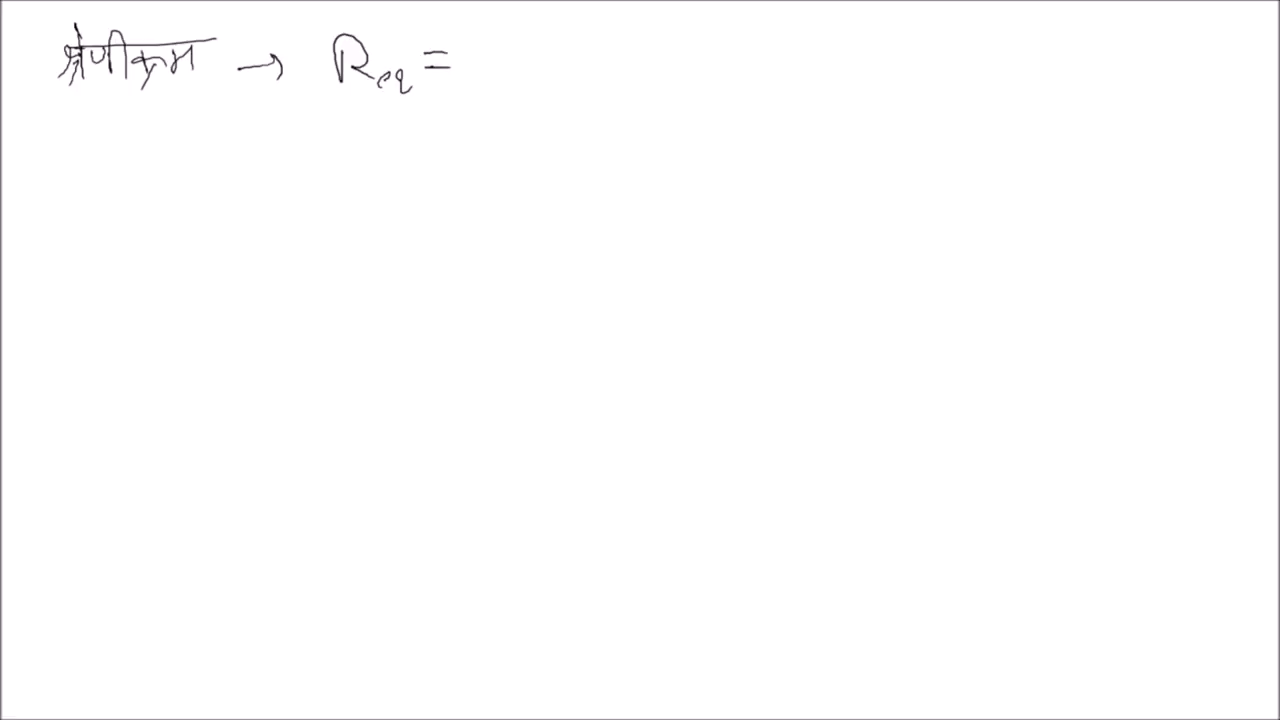 श्रेणीक्रम → Req =